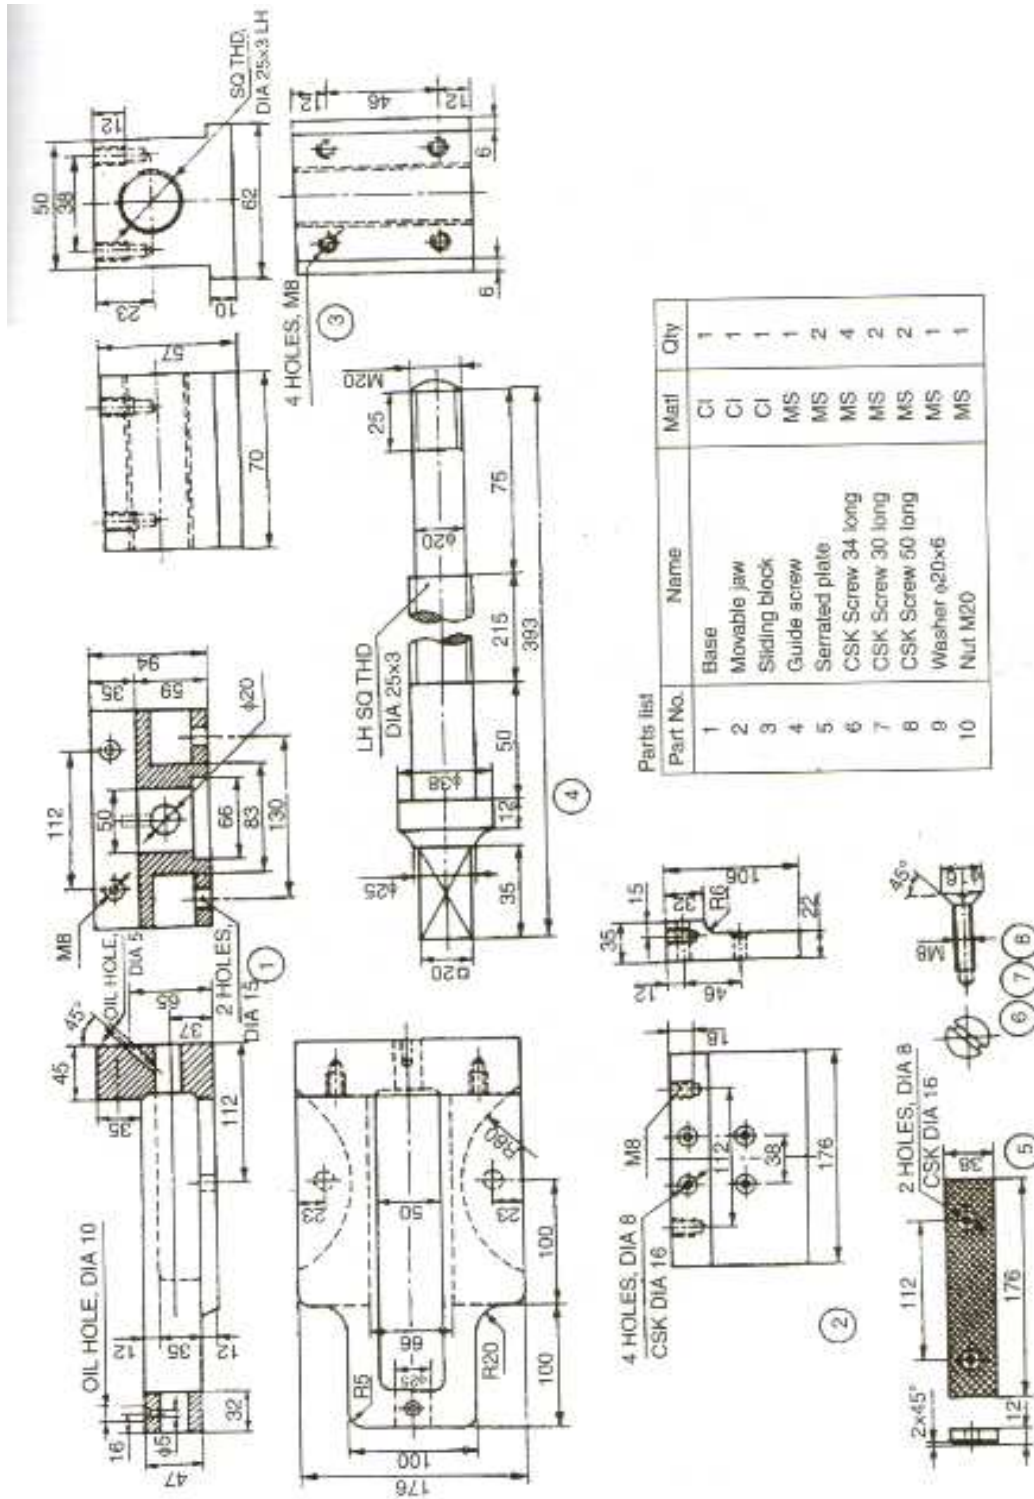 50
38
12
SQ THD,
DIA 25x3 LH
23
10
62
57
70
12
46
12
6
6
4 HOLES, M8
3
112
50
M8
35
94
59
ϕ20
66
83
130
2 HOLES,
DIA 15
1
OIL HOLE,
DIA 5
45°
45
35
65
37
112
OIL HOLE, DIA 10
16
ϕ5
47
32
12
35
12
R5
R20
R80
23
23
50
66
100
176
100
100
M20
25
ϕ20
75
LH SQ THD
DIA 25x3
215
393
50
ϕ38
12
ϕ25
35
▫20
4
4 HOLES, DIA 8
CSK DIA 16
M8
18
112
38
176
2
35
15
32
R6
106
22
12
46
2x45°
12
112
176
38
2 HOLES, DIA 8
CSK DIA 16
5
45°
M8
6
7
8
Parts list
Part No. Name Matl Qty
1 Base CI 1
2 Movable jaw CI 1
3 Sliding block CI 1
4 Guide screw MS 1
5 Serrated plate MS 2
6 CSK Screw 34 long MS 4
7 CSK Screw 30 long MS 2
8 CSK Screw 50 long MS 2
9 Washer ϕ20×6 MS 1
10 Nut M20 MS 1